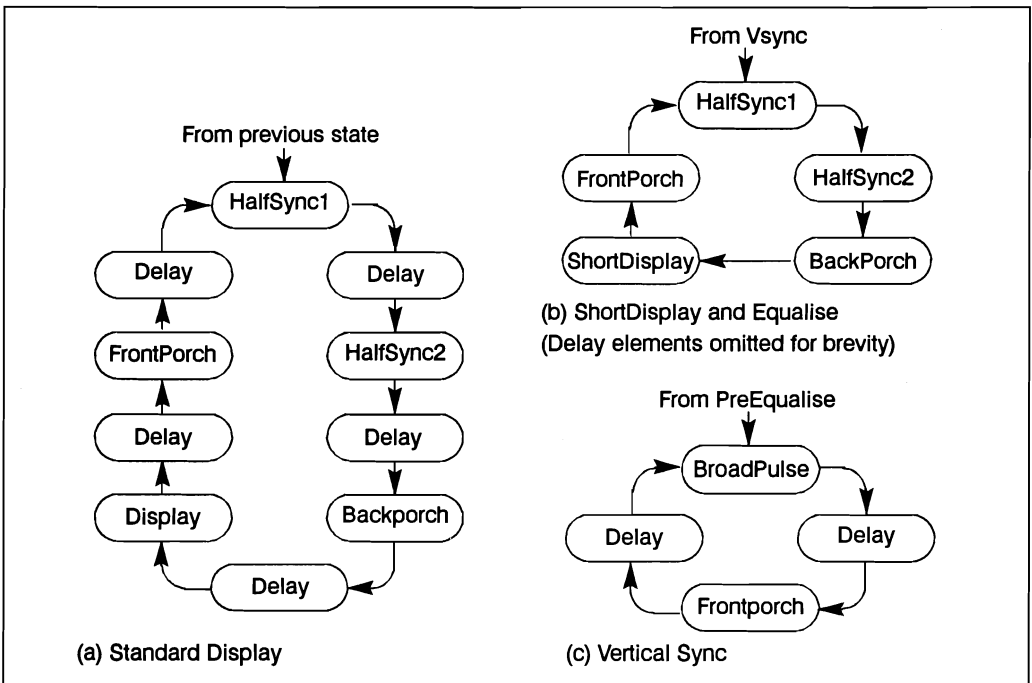 From previous state
HalfSync1
Delay
HalfSync2
Delay
Backporch
Delay
Display
Delay
FrontPorch
Delay
(a) Standard Display
From Vsync
HalfSync1
HalfSync2
BackPorch
ShortDisplay
FrontPorch
(b) ShortDisplay and Equalise
(Delay elements omitted for brevity)
From PreEqualise
BroadPulse
Delay
Frontporch
Delay
(c) Vertical Sync